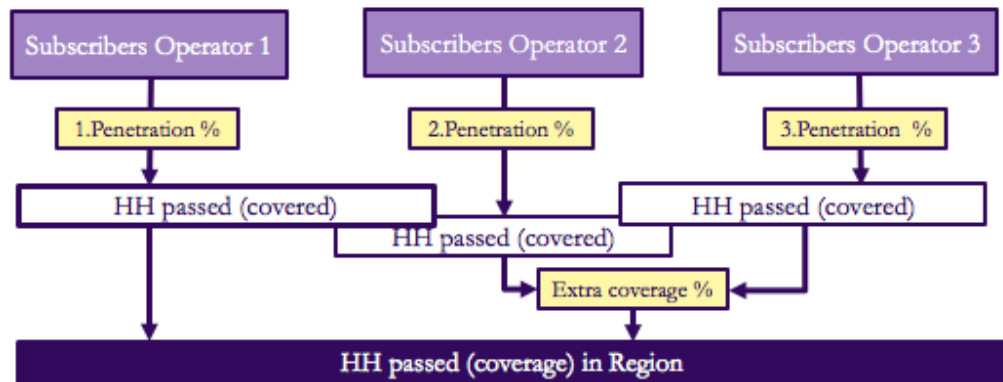 Subscribers Operator 1
Subscribers Operator 2
Subscribers Operator 3
1.Penetration %
2.Penetration %
3.Penetration %
HH passed (covered)
HH passed (covered)
HH passed (covered)
Extra coverage %
HH passed (coverage) in Region